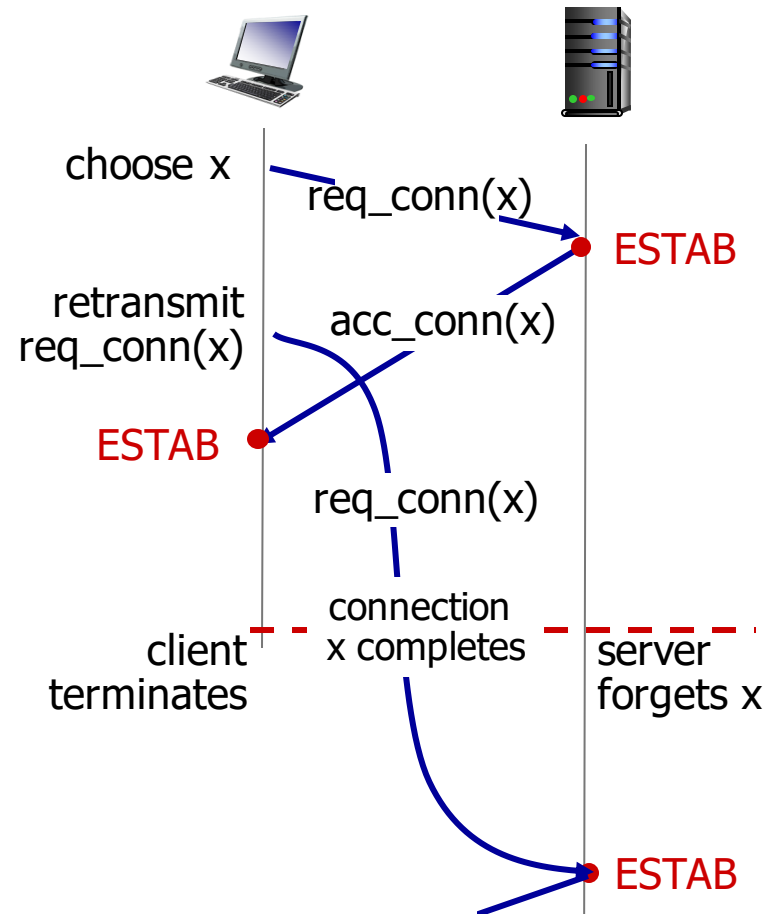 choose x
req_conn(x)
ESTAB
retransmit
req_conn(x)
acc_conn(x)
ESTAB
req_conn(x)
connection
x completes
client
terminates
server
forgets x
ESTAB